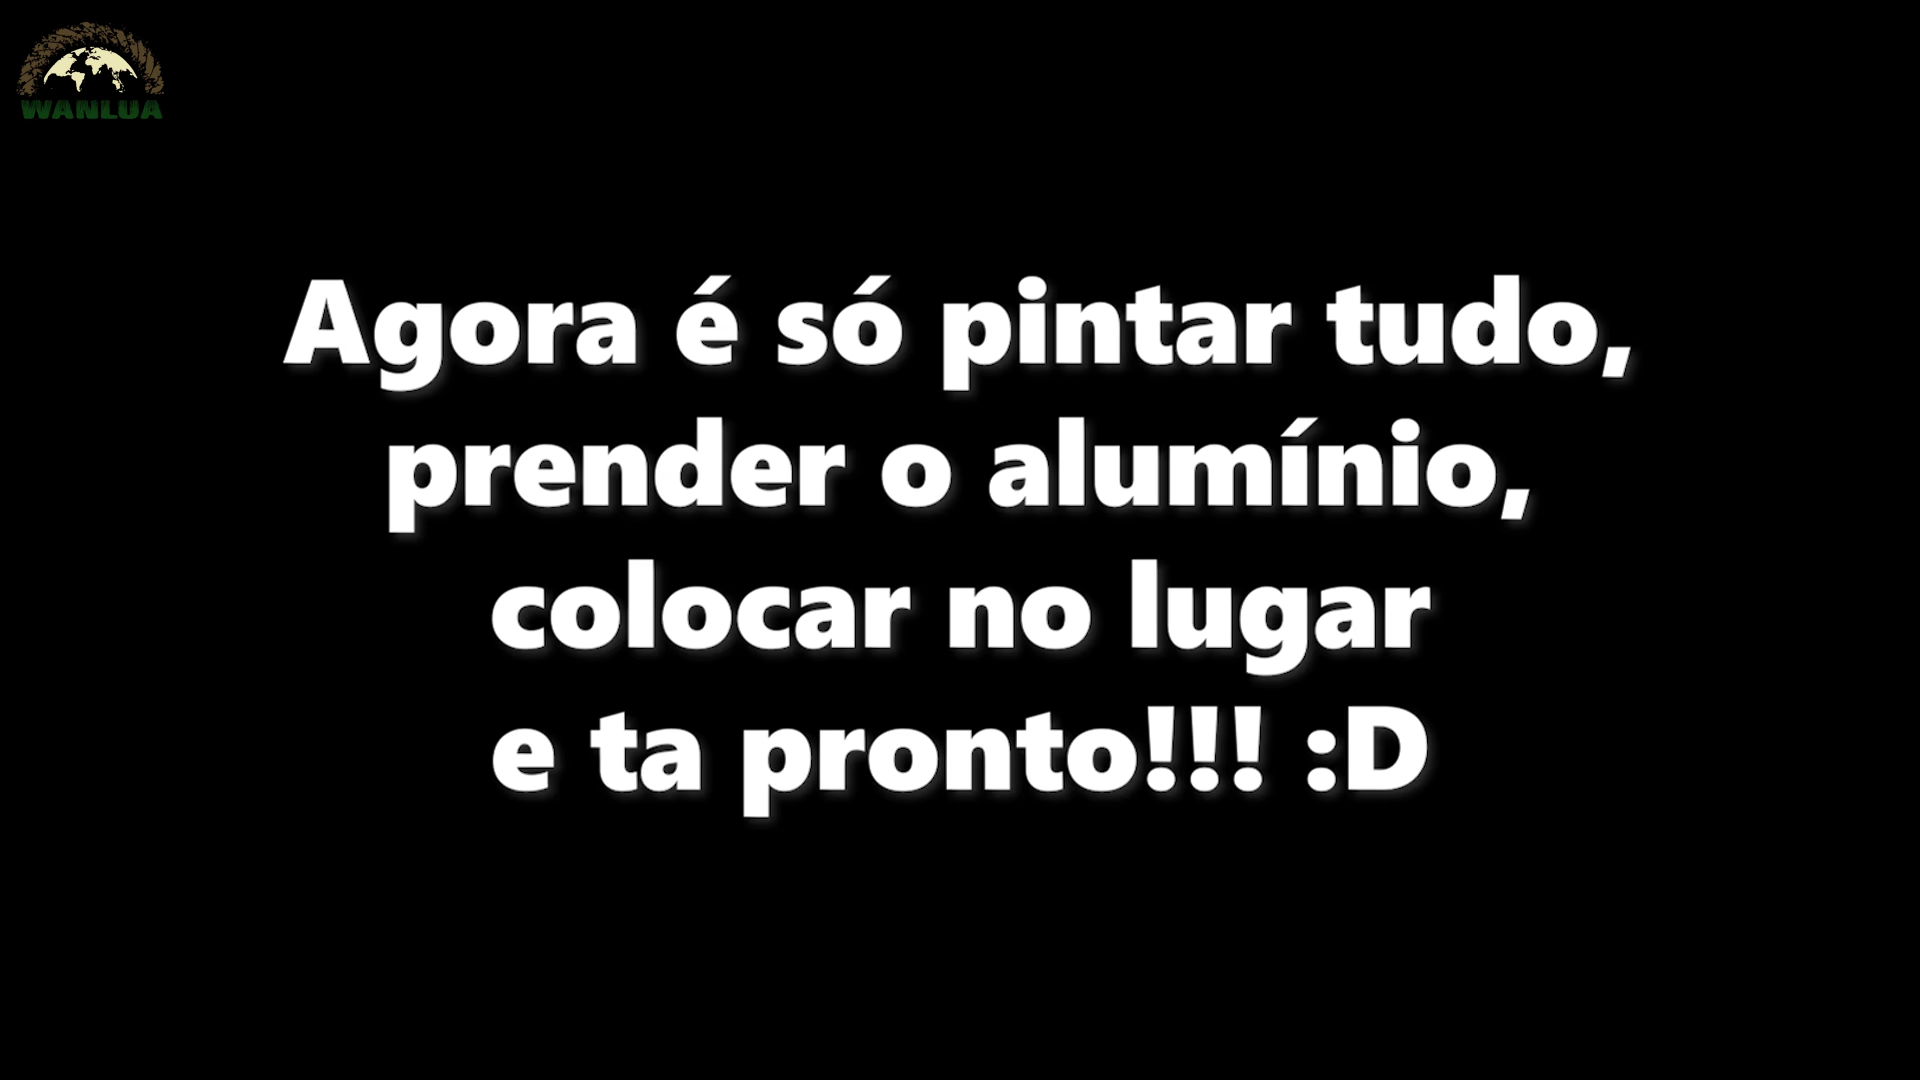 WANLUA
Agora é só pintar tudo,
prender o alumínio,
colocar no lugar
e ta pronto!!! :D